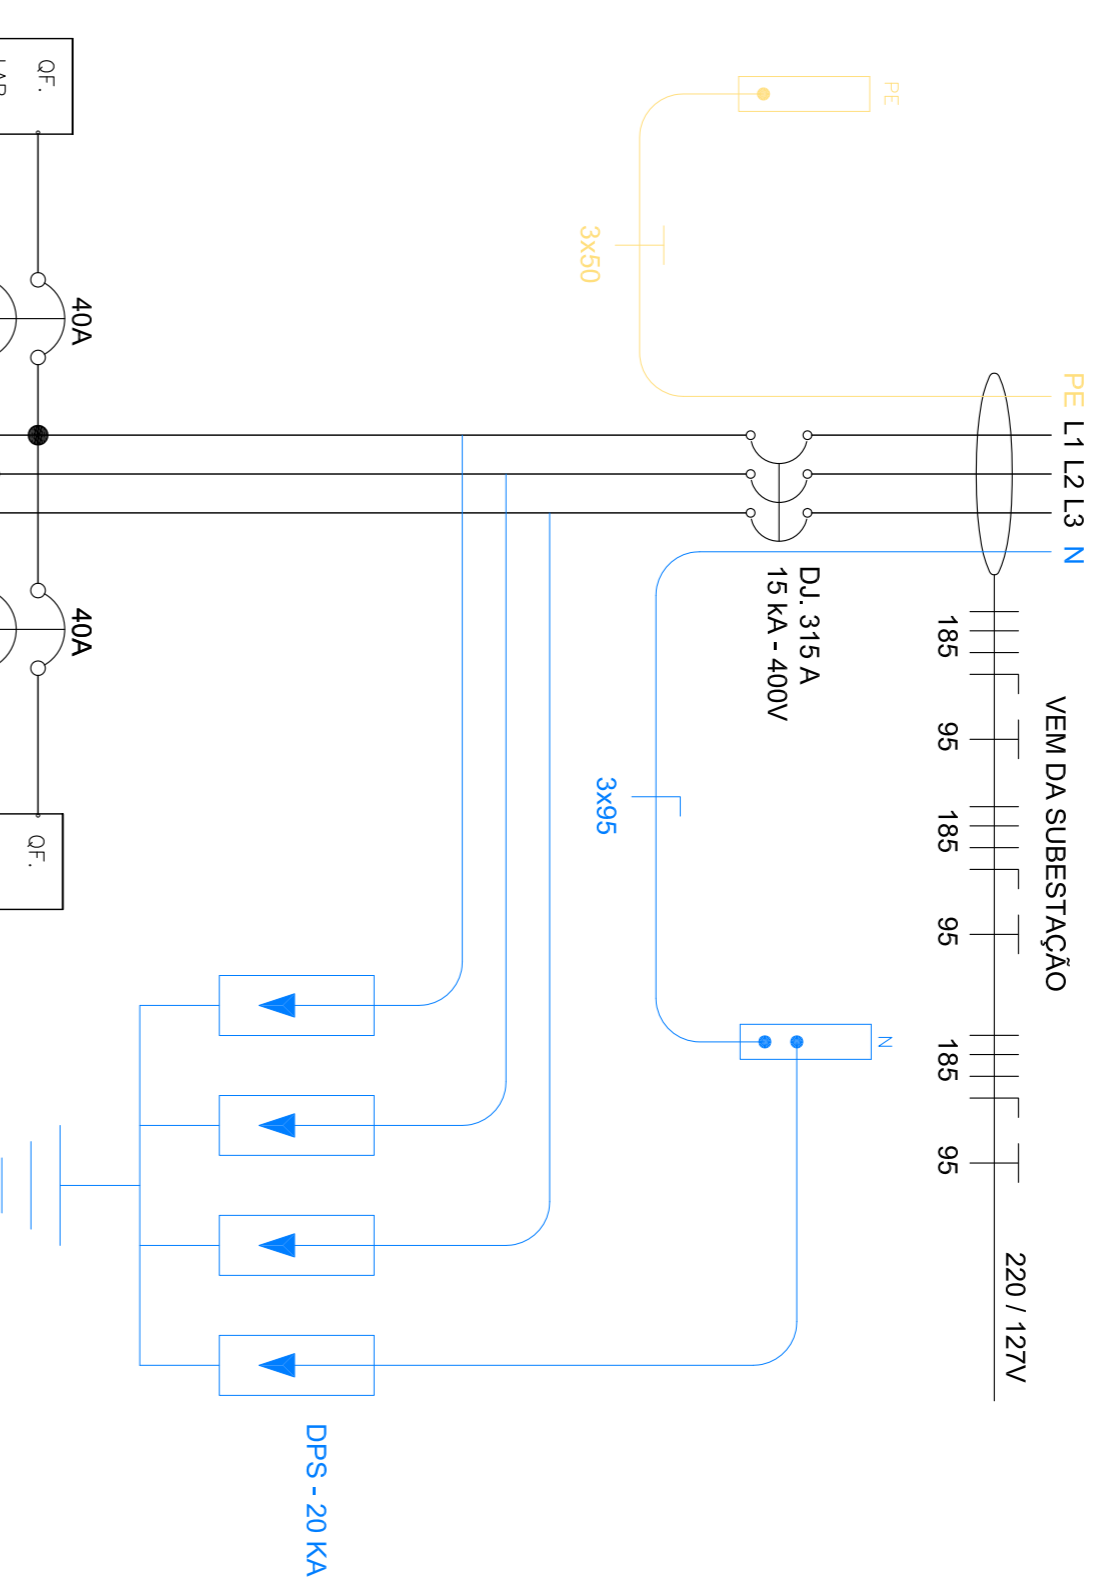 PE L1 L2 L3 N
VEM DA SUBESTAÇÃO
185
95
185
95
185
95
220 / 127V
PE
N
DJ. 315 A
15 kA - 400V
3x50
3x95
DPS - 20 KA
40A
40A
QF.
QF.